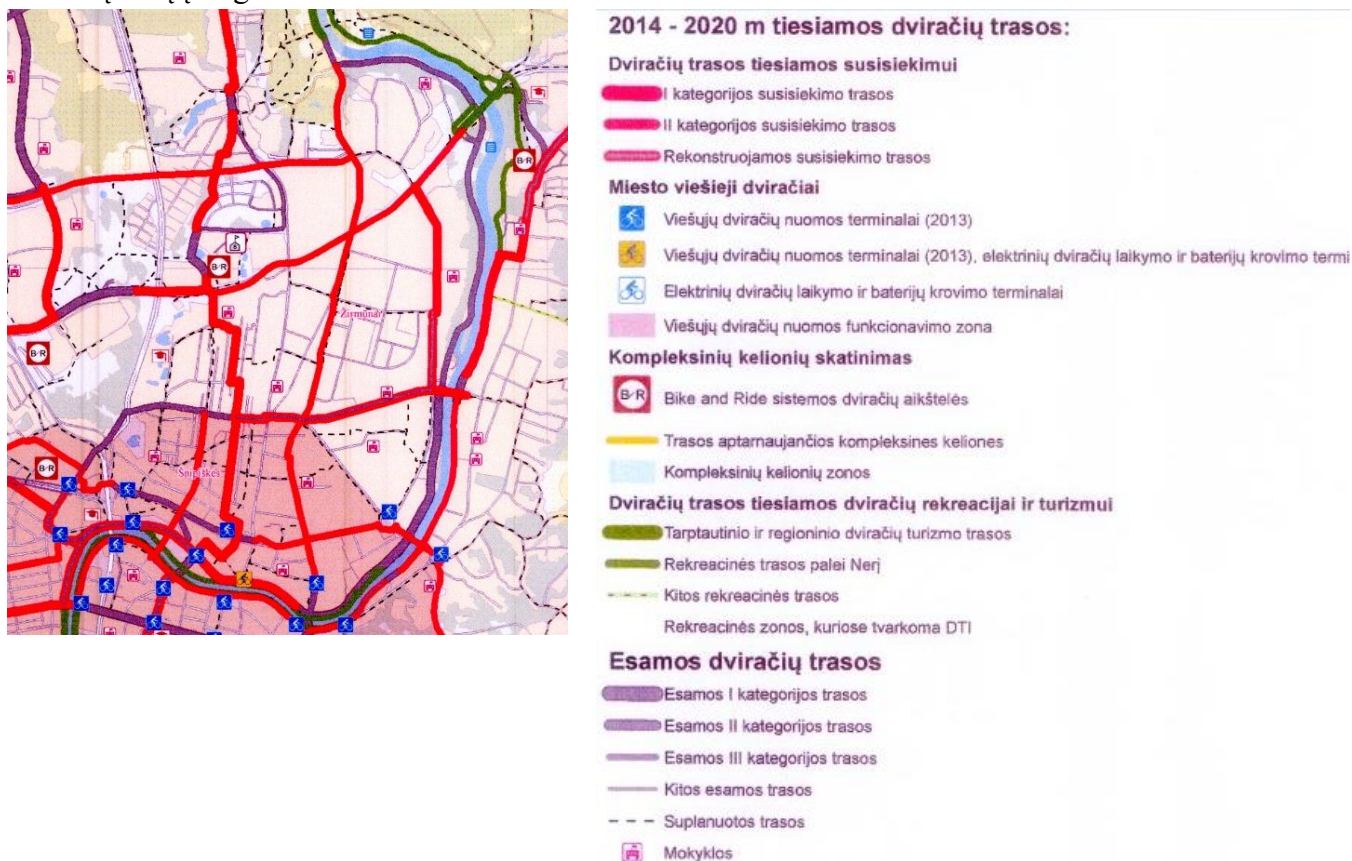 Žirmūnai
Šnipiškės
B+R
B+R
B+R
B+R
2014 - 2020 m tiesiamos dviračių trasos:
Dviračių trasos tiesiamos susisiekimui
I kategorijos susisiekimo trasos
II kategorijos susisiekimo trasos
Rekonstruojamos susisiekimo trasos
Miesto viešieji dviračiai
Viešųjų dviračių nuomos terminalai (2013)
Viešųjų dviračių nuomos terminalai (2013), elektrinių dviračių laikymo ir baterijų krovimo termi
Elektrinių dviračių laikymo ir baterijų krovimo terminalai
Viešųjų dviračių nuomos funkcionavimo zona
Kompleksinių kelionių skatinimas
B+R
Bike and Ride sistemos dviračių aikštelės
Trasos aptarnaujančios kompleksines keliones
Kompleksinių kelionių zonos
Dviračių trasos tiesiamos dviračių rekreacijai ir turizmui
Tarptautinio ir regioninio dviračių turizmo trasos
Rekreacinės trasos palei Nerį
Kitos rekreacinės trasos
Rekreacinės zonos, kuriose tvarkoma DTI
Esamos dviračių trasos
Esamos I kategorijos trasos
Esamos II kategorijos trasos
Esamos III kategorijos trasos
Kitos esamos trasos
Suplanuotos trasos
Mokyklos